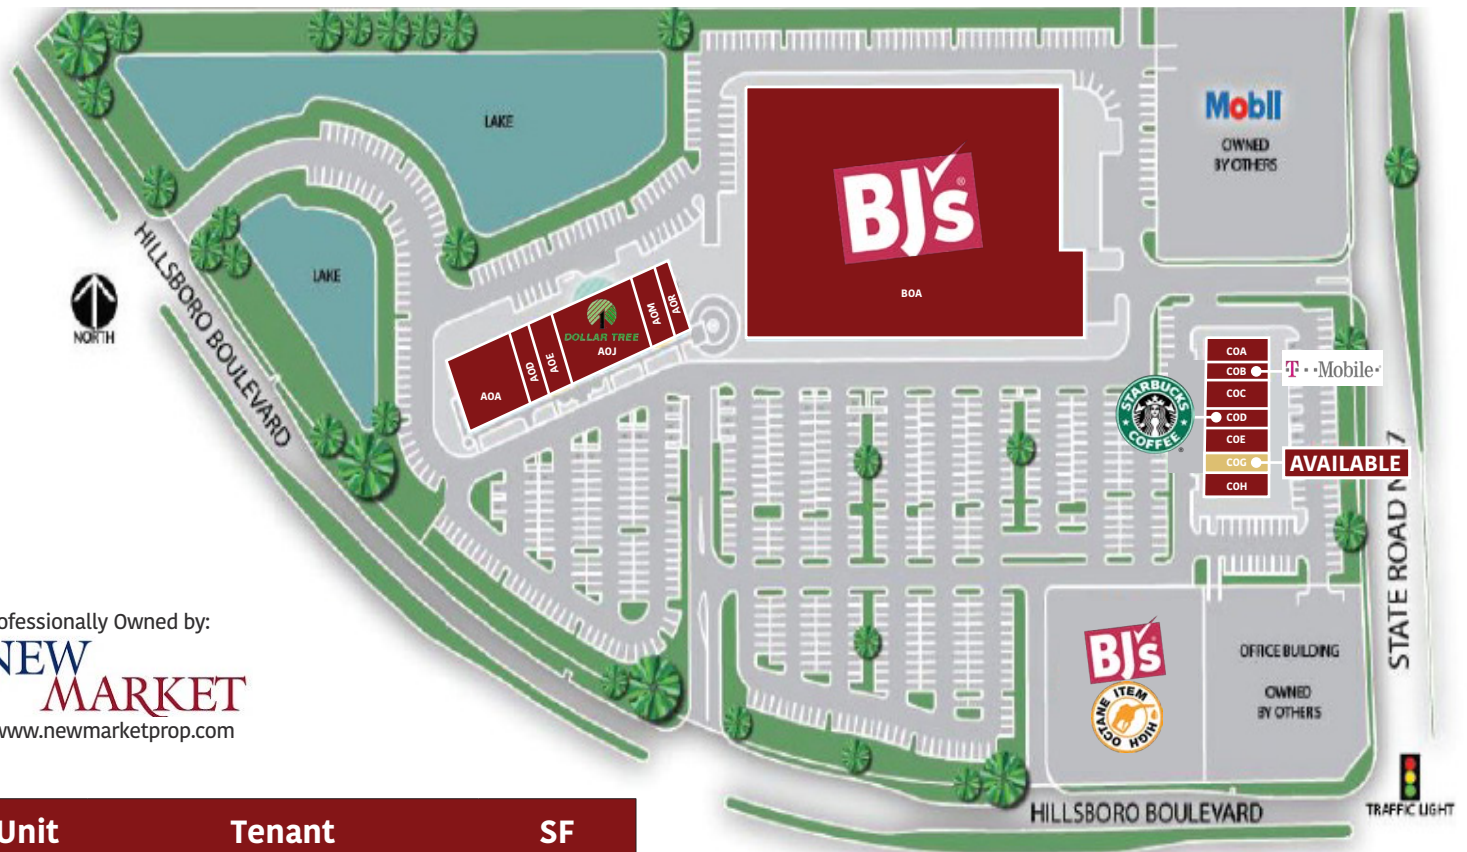 LAKE
Mobil
OWNED
BY OTHERS
BJ's®
BOA
HILLSBORO BOULEVARD
LAKE
NORTH
DOLLAR TREE
AOA
AOD
AOE
AOJ
AOM
AOR
COA
COB
T··Mobile·
COC
STARBUCKS
COFFEE
COD
COE
COG
AVAILABLE
COH
STATE ROAD N 7
ofessionally Owned by:
NEW
MARKET
www.newmarketprop.com
BJ's
HIGH OCTANE ITEM
OFFICE BUILDING
OWNED
BY OTHERS
HILLSBORO BOULEVARD
TRAFFIC LIGHT
Unit Tenant SF